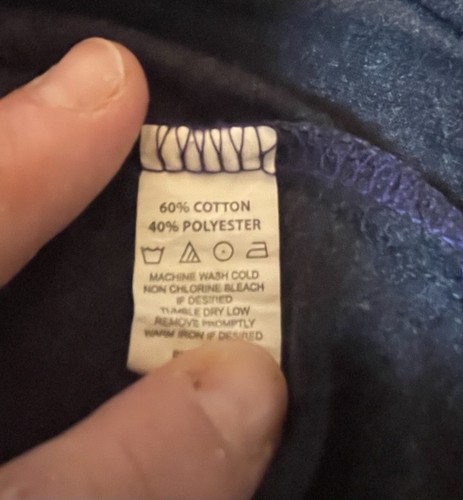 60% COTTON
40% POLYESTER
MACHINE WASH COLD
NON CHLORINE BLEACH
IF DESIRED
TUMBLE DRY LOW
REMOVE PROMPTLY
WARM IRON IF DESIRED